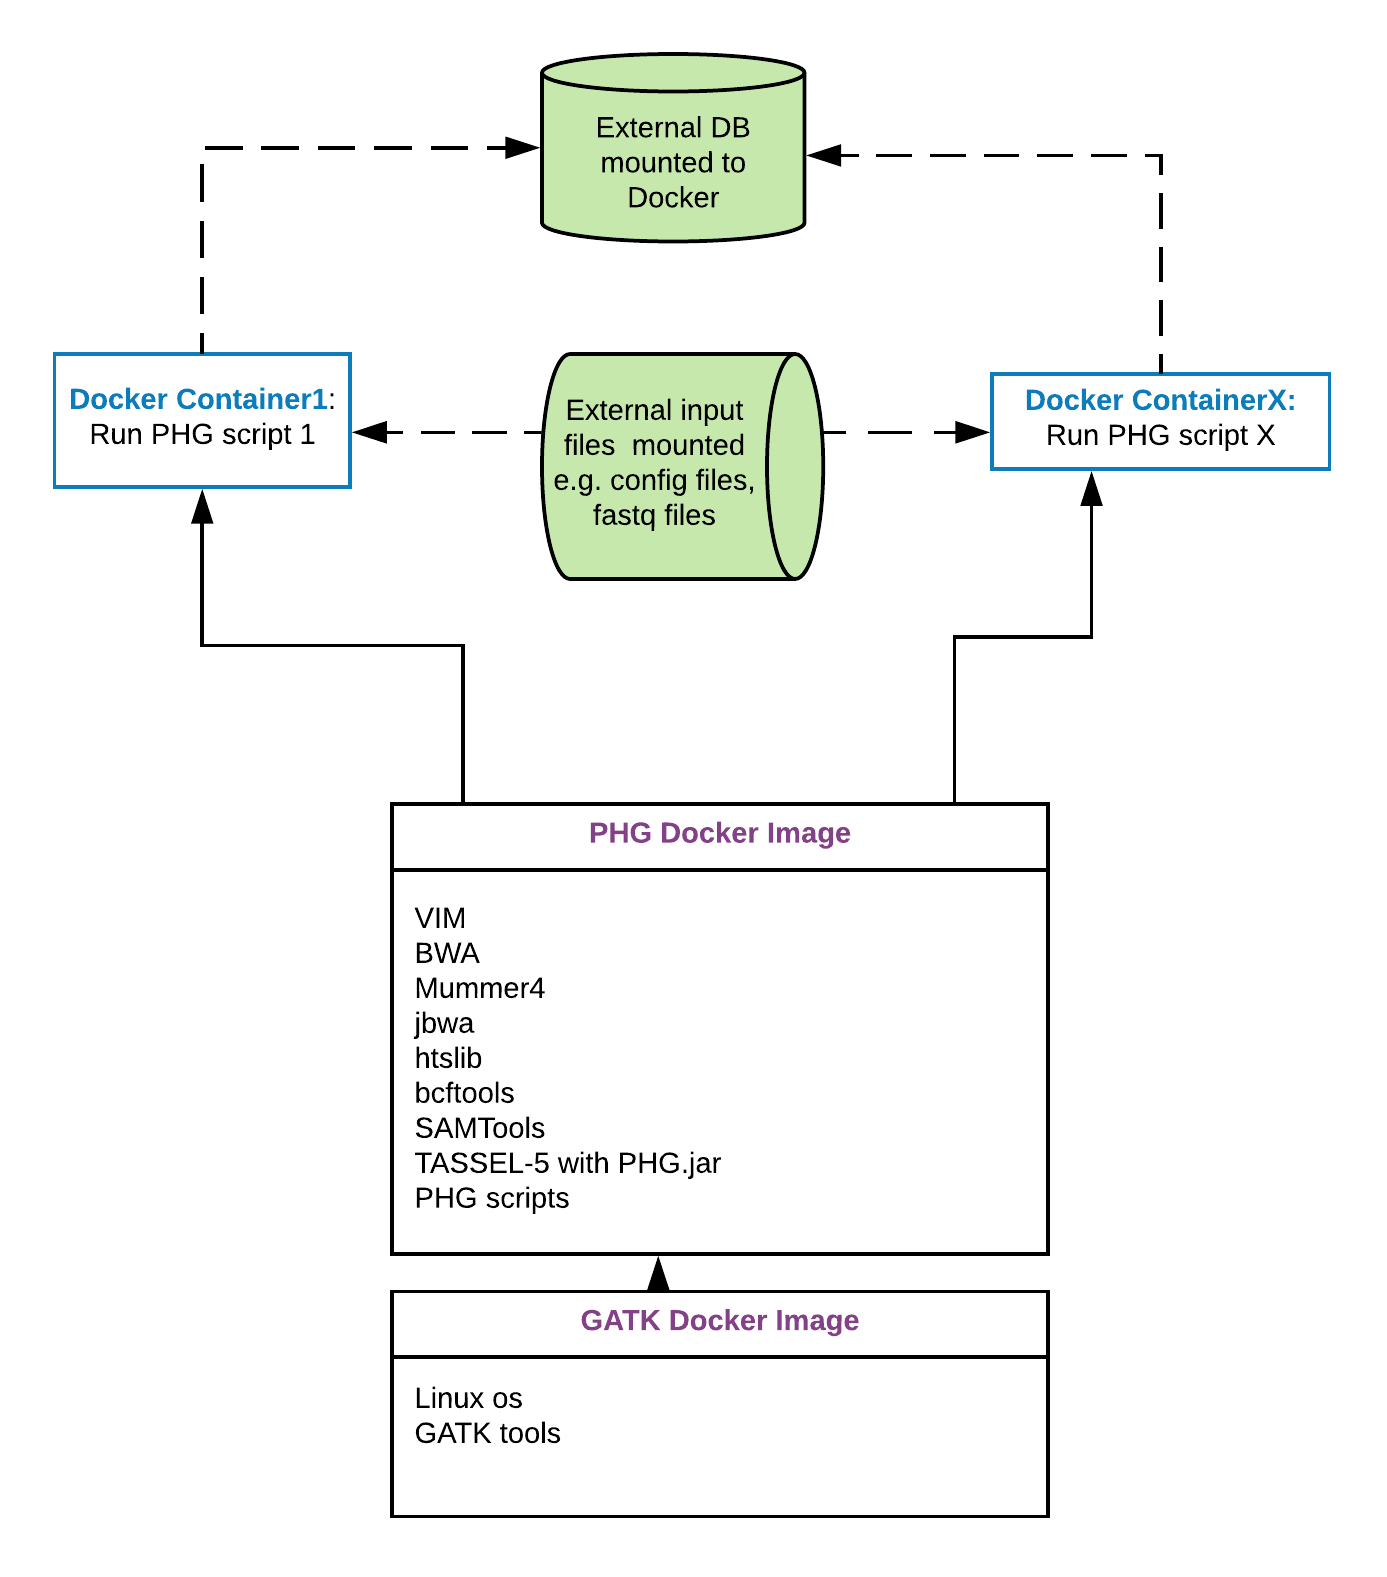 External DB
mounted to
Docker
Docker Container1:
Run PHG script 1
External input
files  mounted
e.g. config files,
fastq files
Docker ContainerX:
Run PHG script X
PHG Docker Image
VIM
BWA
Mummer4
jbwa
htslib
bcftools
SAMTools
TASSEL-5 with PHG.jar
PHG scripts
GATK Docker Image
Linux os
GATK tools